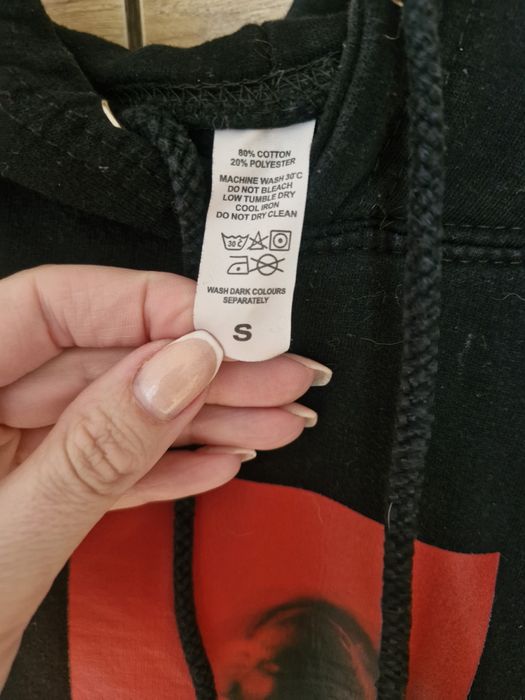 80% COTTON
20% POLYESTER
MACHINE WASH 30°C
DO NOT BLEACH
LOW TUMBLE DRY
COOL IRON
DO NOT DRY CLEAN
30 C
WASH DARK COLOURS
SEPARATELY
S